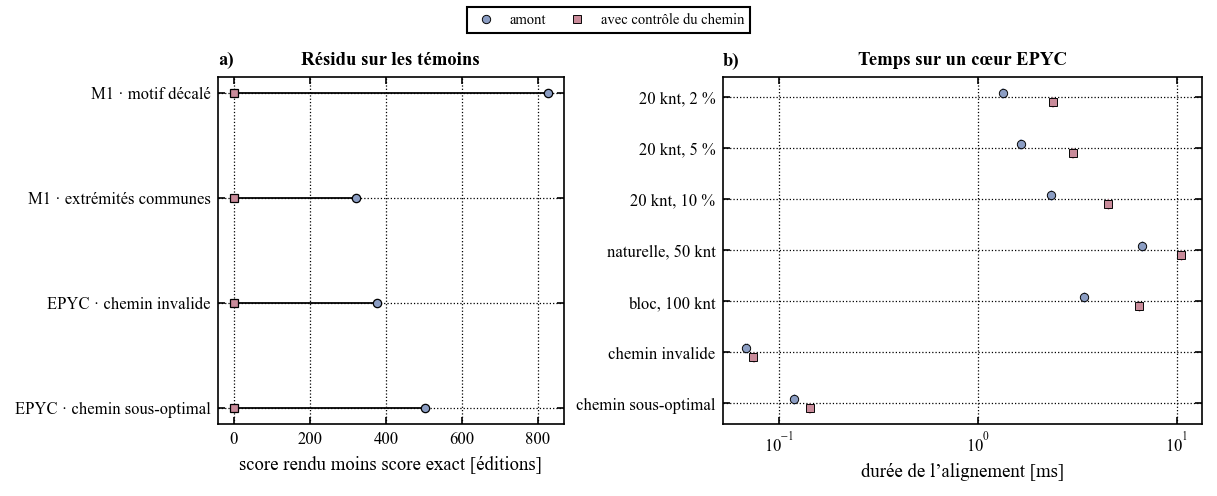 amont
avec contrôle du chemin
a)
Résidu sur les témoins
M1 · motif décalé
M1 · extrémités communes
EPYC · chemin invalide
EPYC · chemin sous-optimal
0 200 400 600 800
score rendu moins score exact [éditions]
b)
Temps sur un cœur EPYC
20 knt, 2 %
20 knt, 5 %
20 knt, 10 %
naturelle, 50 knt
bloc, 100 knt
chemin invalide
chemin sous-optimal
10⁻¹ 10⁰ 10¹
durée de l’alignement [ms]